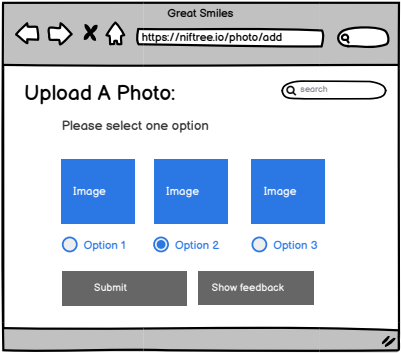 Great Smiles
https://niftree.io/photo/add
Upload A Photo:
search
Please select one option
Image Image Image
Option 1 Option 2 Option 3
Submit Show feedback